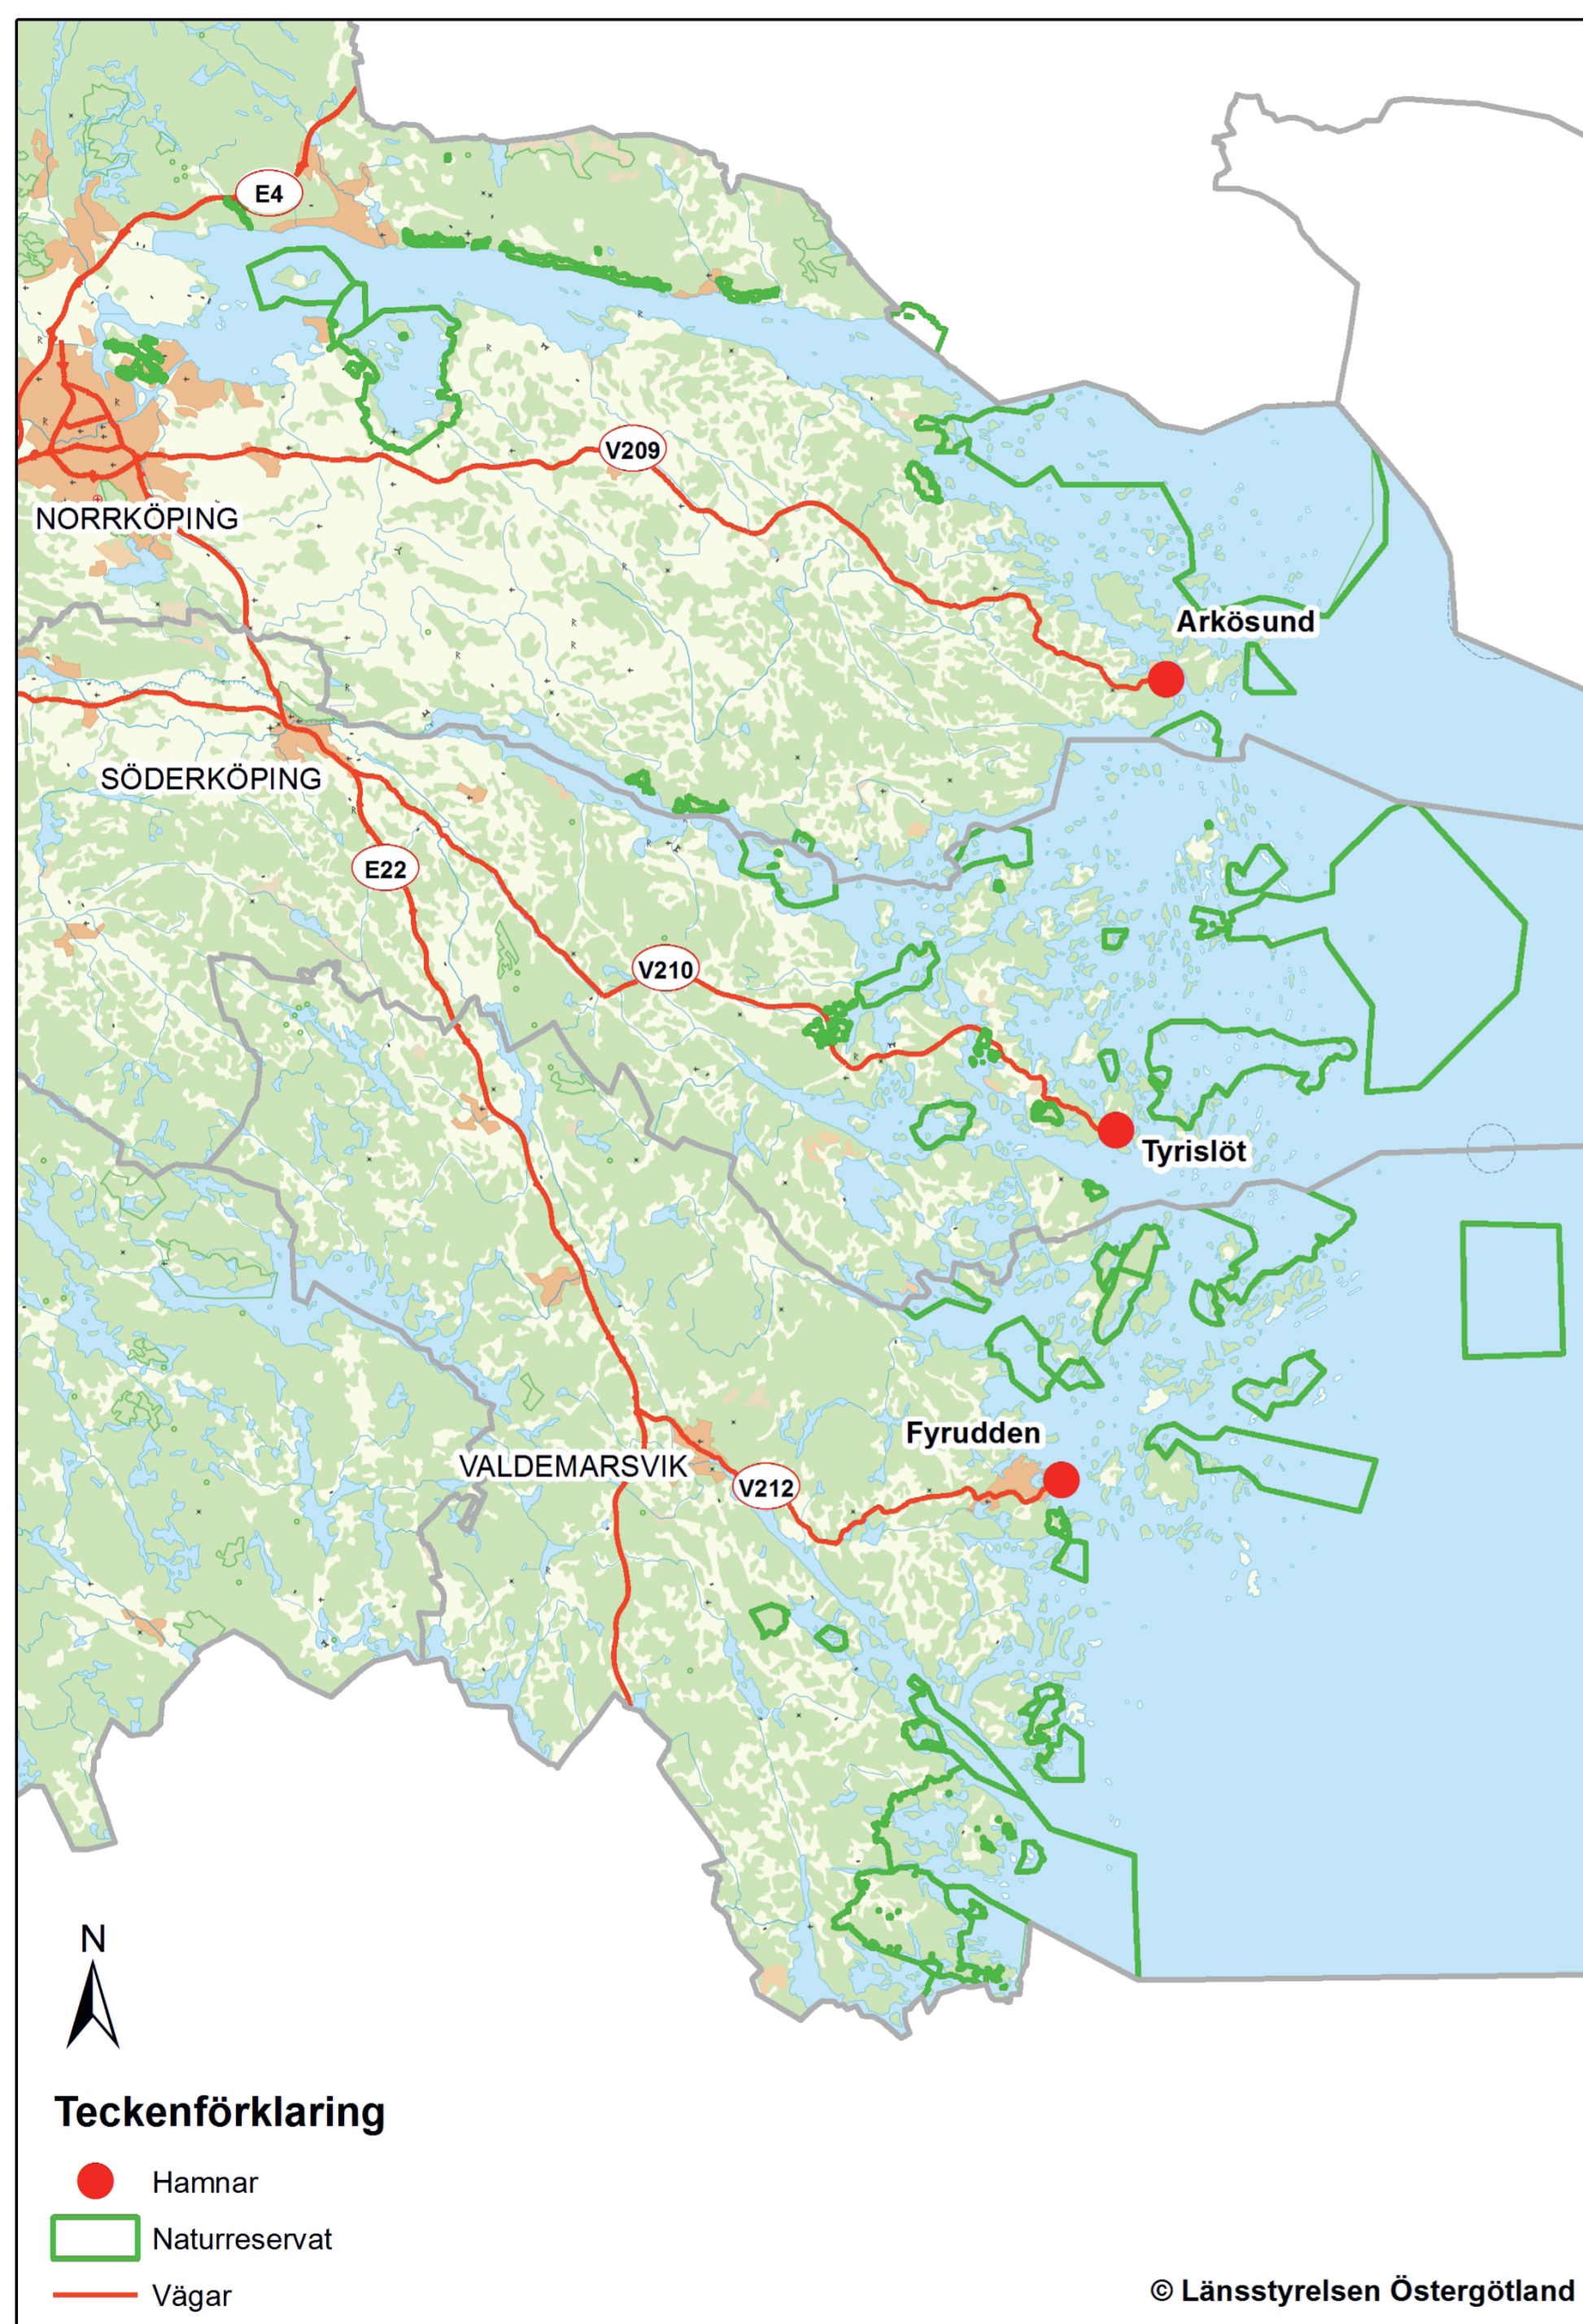 E4
V209
NORRKÖPING
Arkösund
SÖDERKÖPING
E22
V210
Tyrislöt
Fyrudden
VALDEMARSVIK
V212
N
Teckenförklaring
Hamnar
Naturreservat
Vägar
© Länsstyrelsen Östergötland